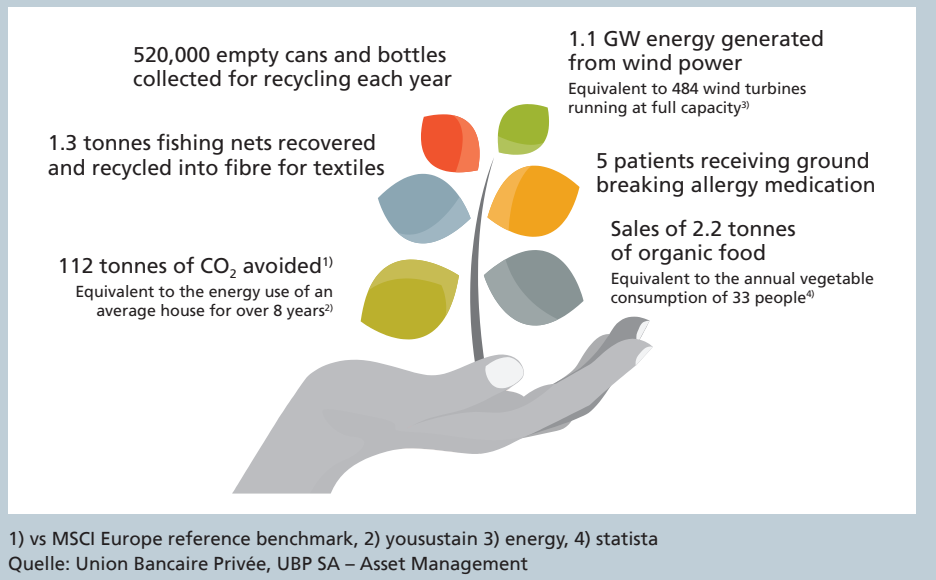 520,000 empty cans and bottles
collected for recycling each year
1.1 GW energy generated
from wind power
Equivalent to 484 wind turbines
running at full capacity3)
1.3 tonnes fishing nets recovered
and recycled into fibre for textiles
5 patients receiving ground
breaking allergy medication
112 tonnes of CO2 avoided1)
Equivalent to the energy use of an
average house for over 8 years2)
Sales of 2.2 tonnes
of organic food
Equivalent to the annual vegetable
consumption of 33 people4)
1) vs MSCI Europe reference benchmark, 2) yousustain 3) energy, 4) statista
Quelle: Union Bancaire Privée, UBP SA – Asset Management